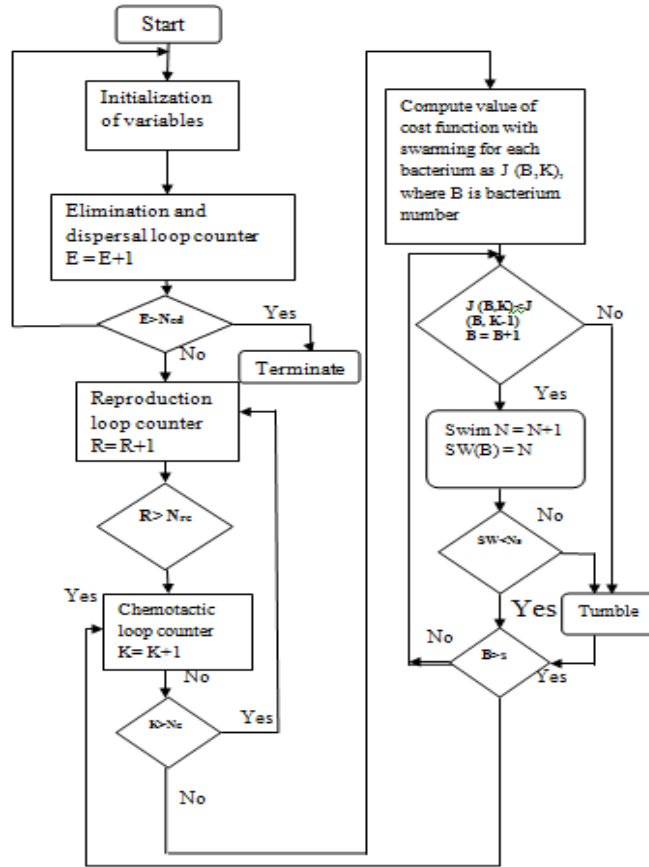 Start
Initialization
of variables
Elimination and
dispersal loop counter
E = E+1
E>Ned
Yes
No
Terminate
Reproduction
loop counter
R= R+1
R> Nre
Yes
Chemotactic
loop counter
K= K+1
No
K>Nc
Yes
No
Compute value of
cost function with
swarming for each
bacterium as J (B,K),
where B is bacterium
number
J (B,K)<J
(B, K-1)
B = B+1
No
Yes
Swim N = N+1
SW(B) = N
No
SW<Ns
Yes
Tumble
No
B>s
Yes